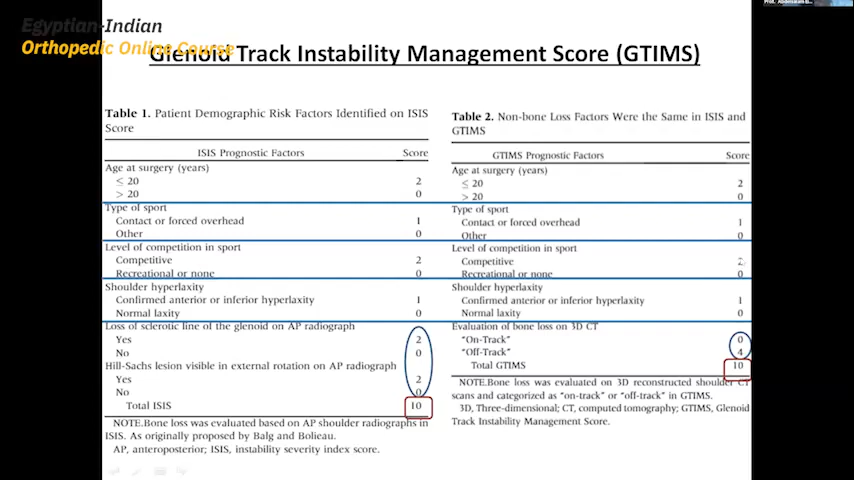 Egyptian-Indian
Orthopedic Online Course
Glenoid Track Instability Management Score (GTIMS)
Table 1. Patient Demographic Risk Factors Identified on ISIS
Score
ISIS Prognostic Factors Score
Age at surgery (years)
≤ 20 2
> 20 0
Type of sport
Contact or forced overhead 1
Other 0
Level of competition in sport
Competitive 2
Recreational or none 0
Shoulder hyperlaxity
Confirmed anterior or inferior hyperlaxity 1
Normal laxity 0
Loss of sclerotic line of the glenoid on AP radiograph
Yes 2
No 0
Hill-Sachs lesion visible in external rotation on AP radiograph
Yes 2
No 0
Total ISIS 10
NOTE.Bone loss was evaluated based on AP shoulder radiographs in
ISIS. As originally proposed by Balg and Bolieau.
AP, anteroposterior; ISIS, instability severity index score.
Table 2. Non-bone Loss Factors Were the Same in ISIS and
GTIMS
GTIMS Prognostic Factors Score
Age at surgery (years)
≤ 20 2
> 20 0
Type of sport
Contact or forced overhead 1
Other 0
Level of competition in sport
Competitive 2
Recreational or none 0
Shoulder hyperlaxity
Confirmed anterior or inferior hyperlaxity 1
Normal laxity 0
Evaluation of bone loss on 3D CT
"On-Track" 0
"Off-Track" 4
Total GTIMS 10
NOTE.Bone loss was evaluated on 3D reconstructed shoulder CT
scans and categorized as "on-track" or "off-track" in GTIMS.
3D, Three-dimensional; CT, computed tomography; GTIMS, Glenoid
Track Instability Management Score.